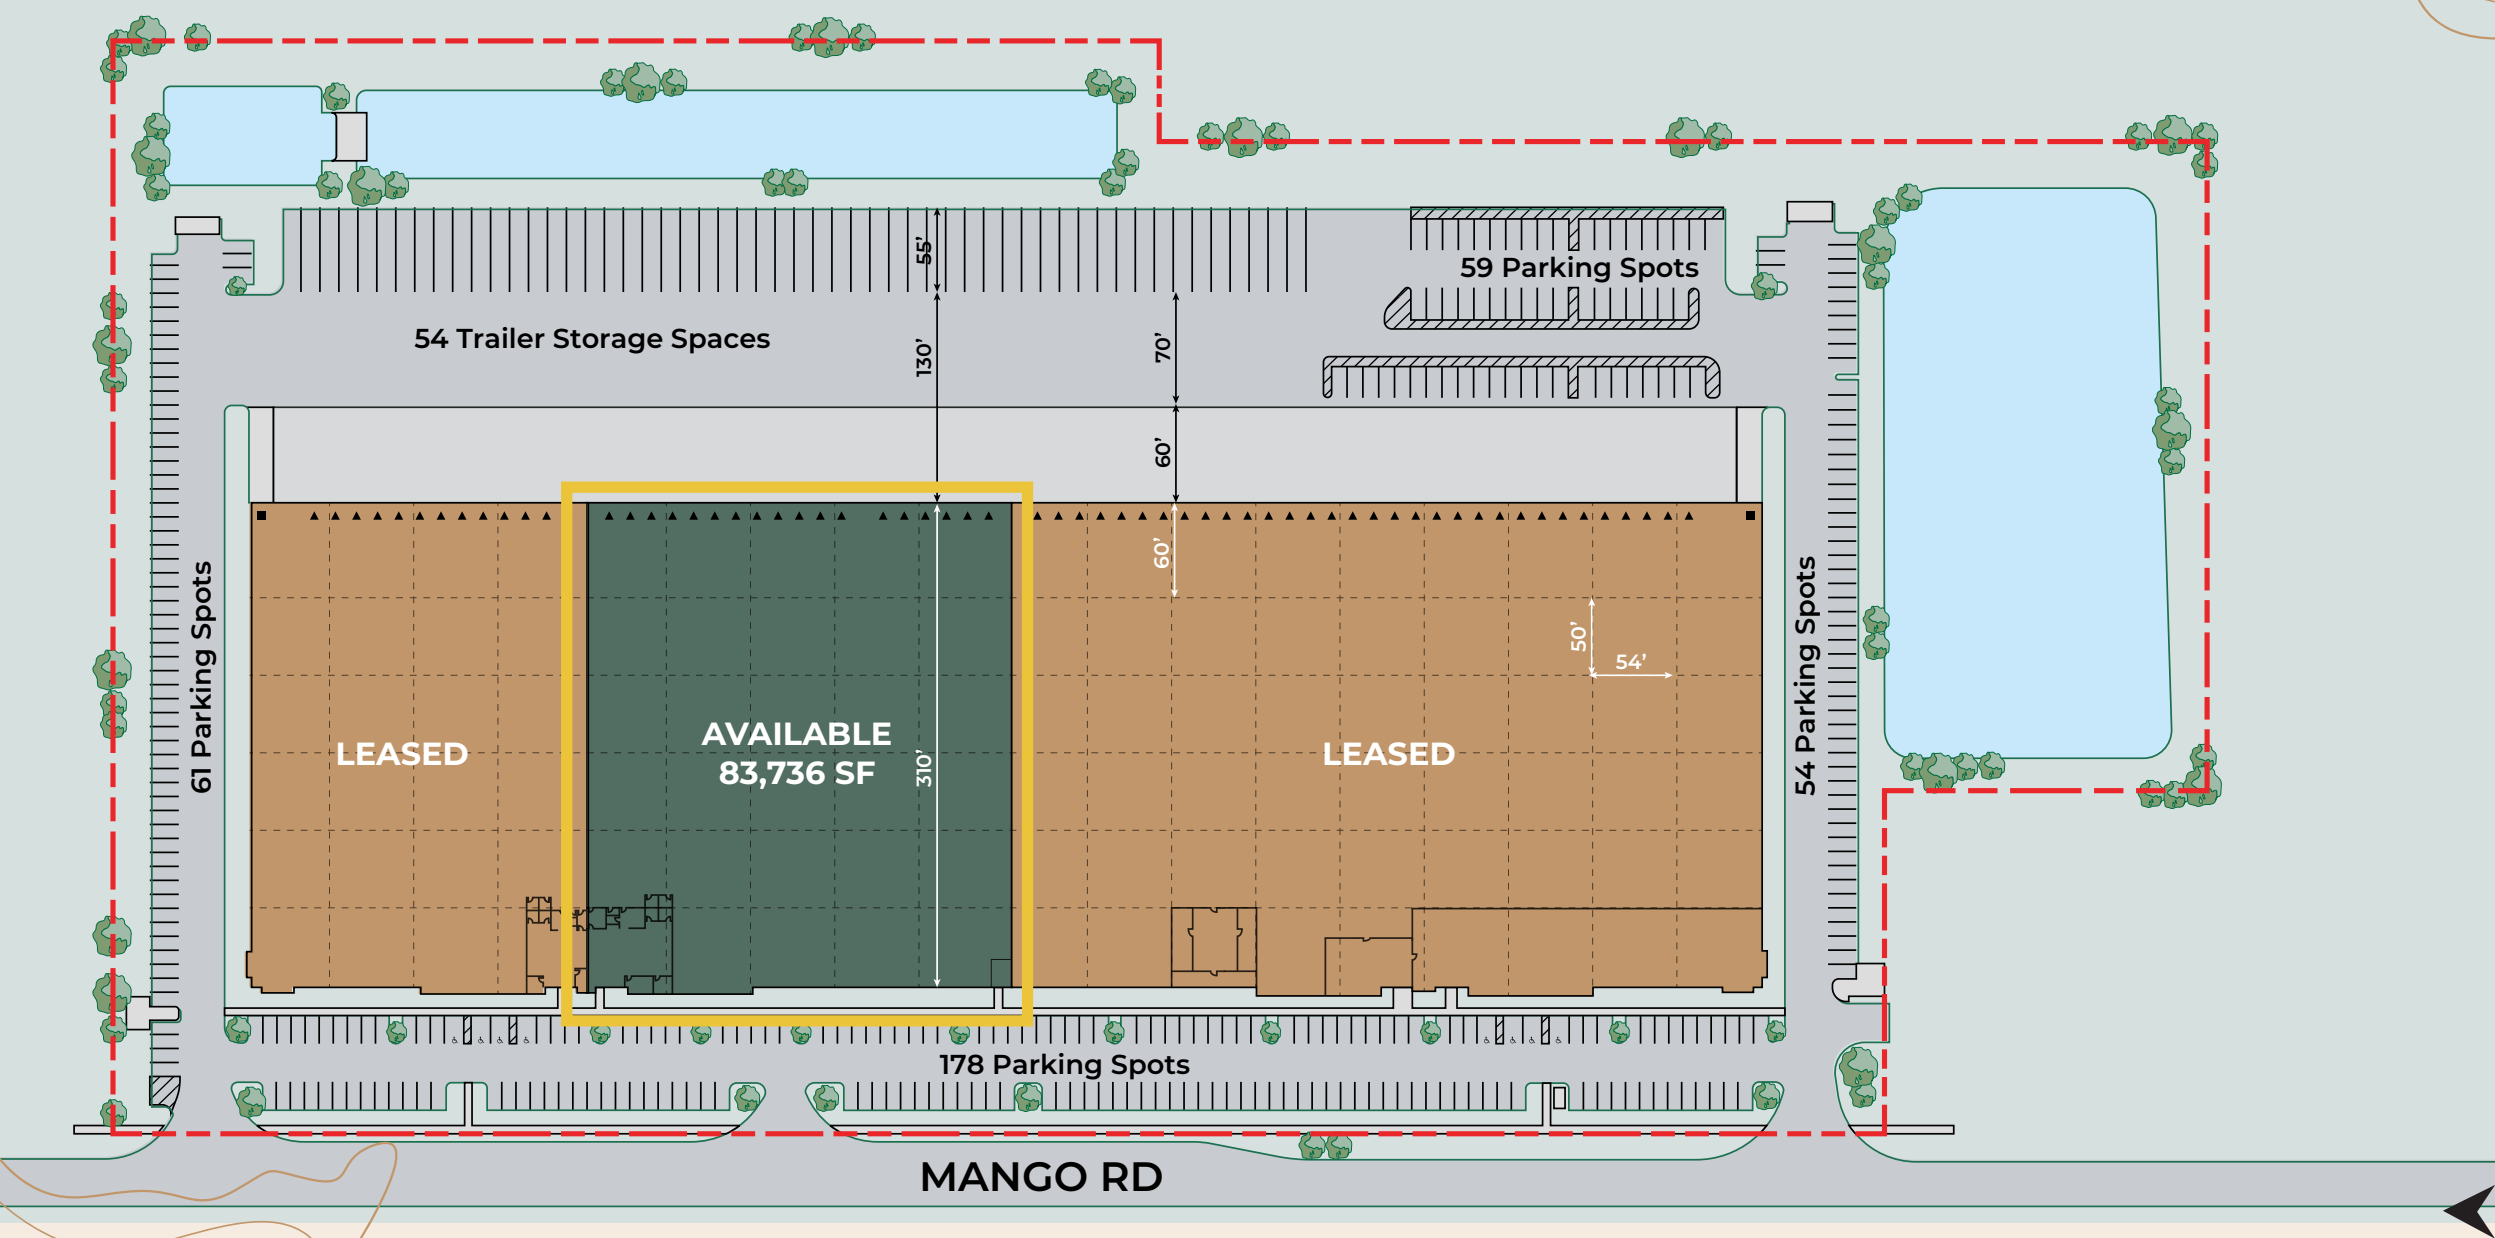 55’
59 Parking Spots
54 Trailer Storage Spaces
130’
70’
60’
60’
50’
54’
61 Parking Spots
54 Parking Spots
LEASED
AVAILABLE
83,736 SF
310’
LEASED
178 Parking Spots
MANGO RD